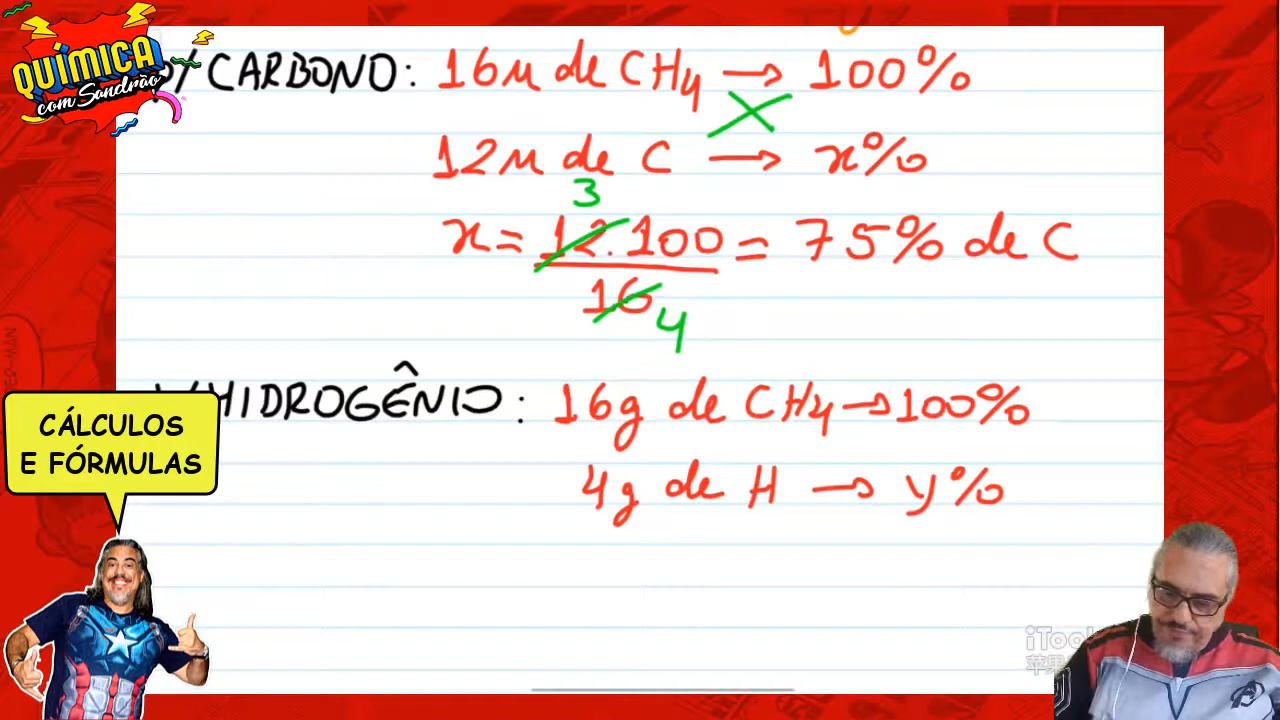 QUÍMICA
com Sandrão
P/ CARBONO: 16u de CH4 → 100%
12u de C → x%
3
x = 12.100 = 75% de C
16
4
P/ HIDROGÊNIO: 16g de CH4 → 100%
4g de H → y%
CÁLCULOS
E FÓRMULAS